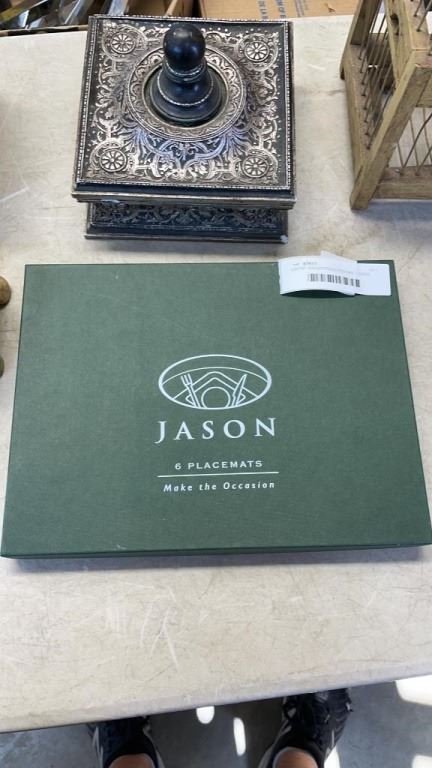 JASON
6 PLACEMATS
Make the Occasion